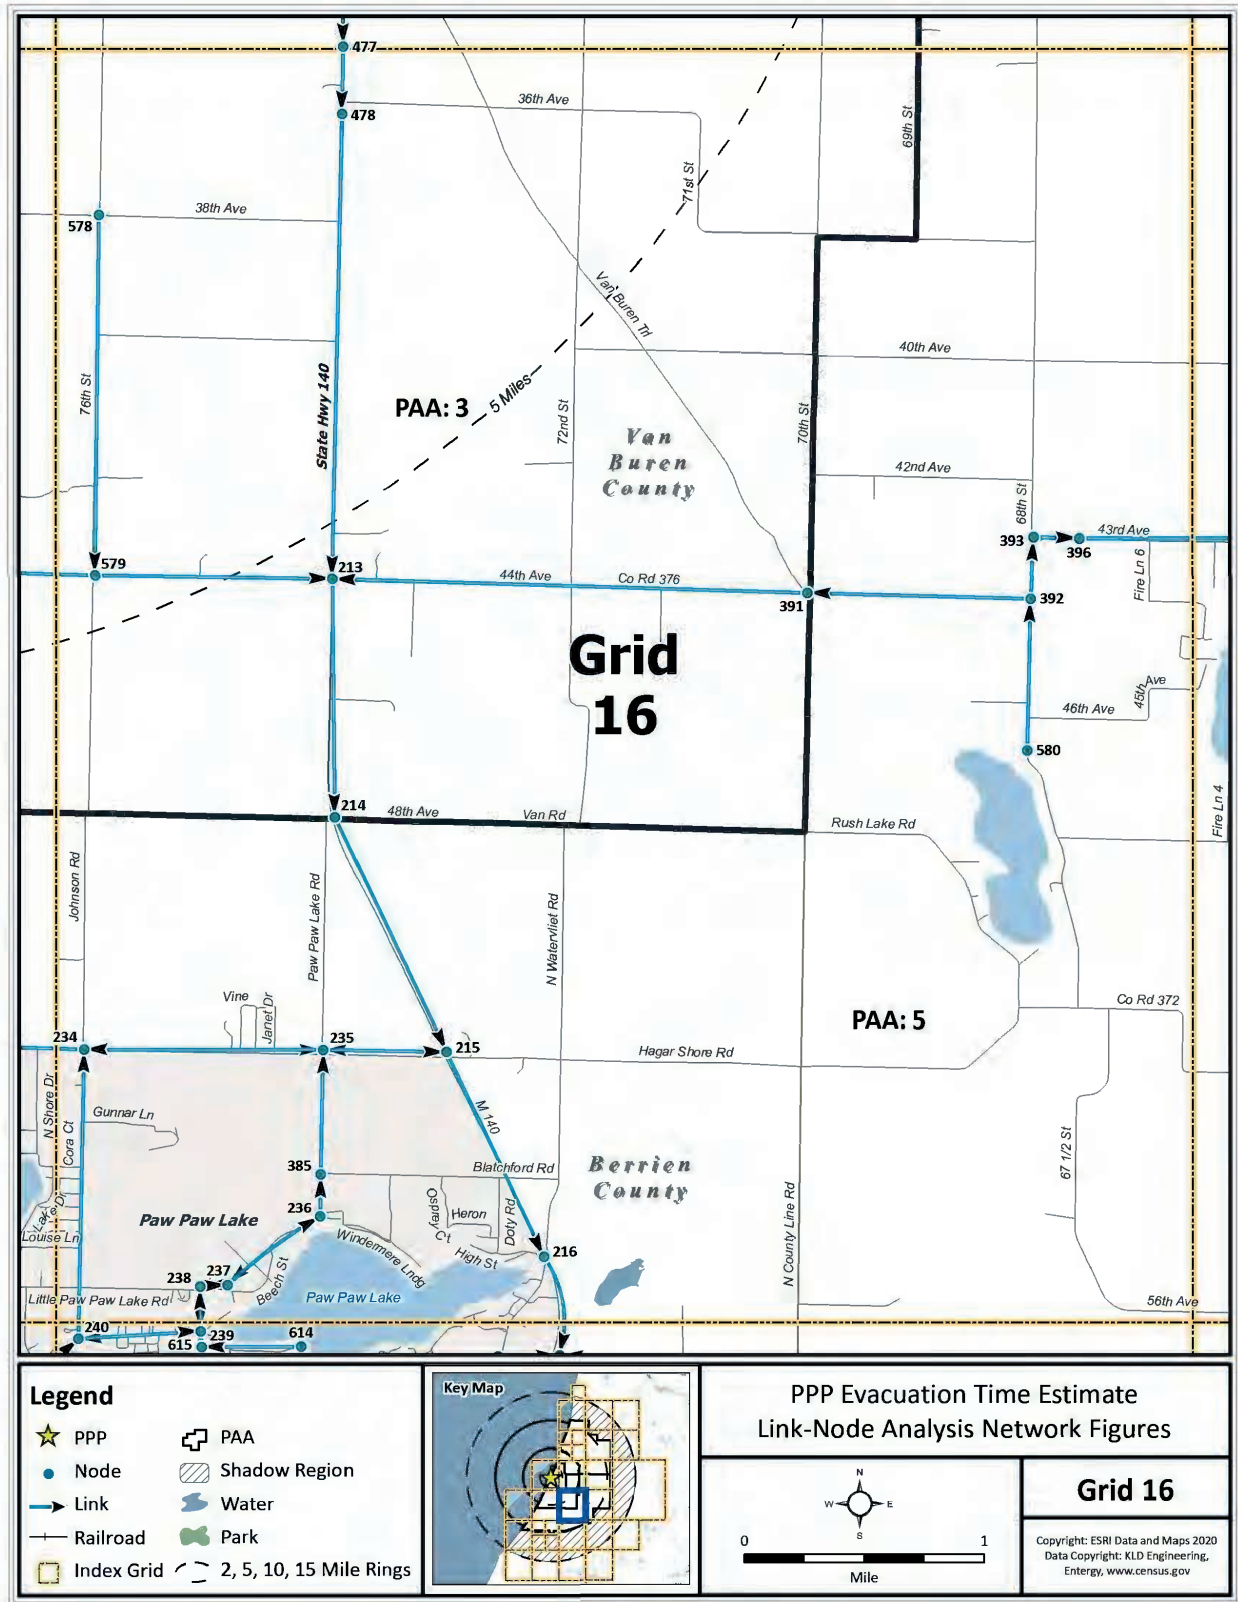 477
478
36th Ave
69th St
71st St
578
38th Ave
Van Buren Trl
40th Ave
76th St
State Hwy 140
PAA: 3
5 Miles
72nd St
70th St
Van
Buren
County
42nd Ave
68th St
393
396
43rd Ave
Fire Ln 6
579
213
44th Ave
Co Rd 376
391
392
Grid
16
45th Ave
46th Ave
580
214
48th Ave
Van Rd
Rush Lake Rd
Fire Ln 4
Johnson Rd
Paw Paw Lake Rd
N Watervliet Rd
Vine
Janet Dr
PAA: 5
Co Rd 372
234
235
215
Hagar Shore Rd
N Shore Dr
Cora Ct
Gunnar Ln
M 140
67 1/2 St
385
Blatchford Rd
Berrien
County
Lake Dr
Louise Ln
Paw Paw Lake
236
Osprey Ct
Heron
Doty Rd
High St
Windermere Lndg
N County Line Rd
216
238
237
Beech St
Little Paw Paw Lake Rd
Paw Paw Lake
56th Ave
240
239
614
615
Legend
PPP
PAA
Node
Shadow Region
Link
Water
Railroad
Park
Index Grid
2, 5, 10, 15 Mile Rings
Key Map
PPP Evacuation Time Estimate
Link-Node Analysis Network Figures
N
W
E
S
0
1
Mile
Grid 16
Copyright: ESRI Data and Maps 2020
Data Copyright: KLD Engineering,
Entergy, www.census.gov